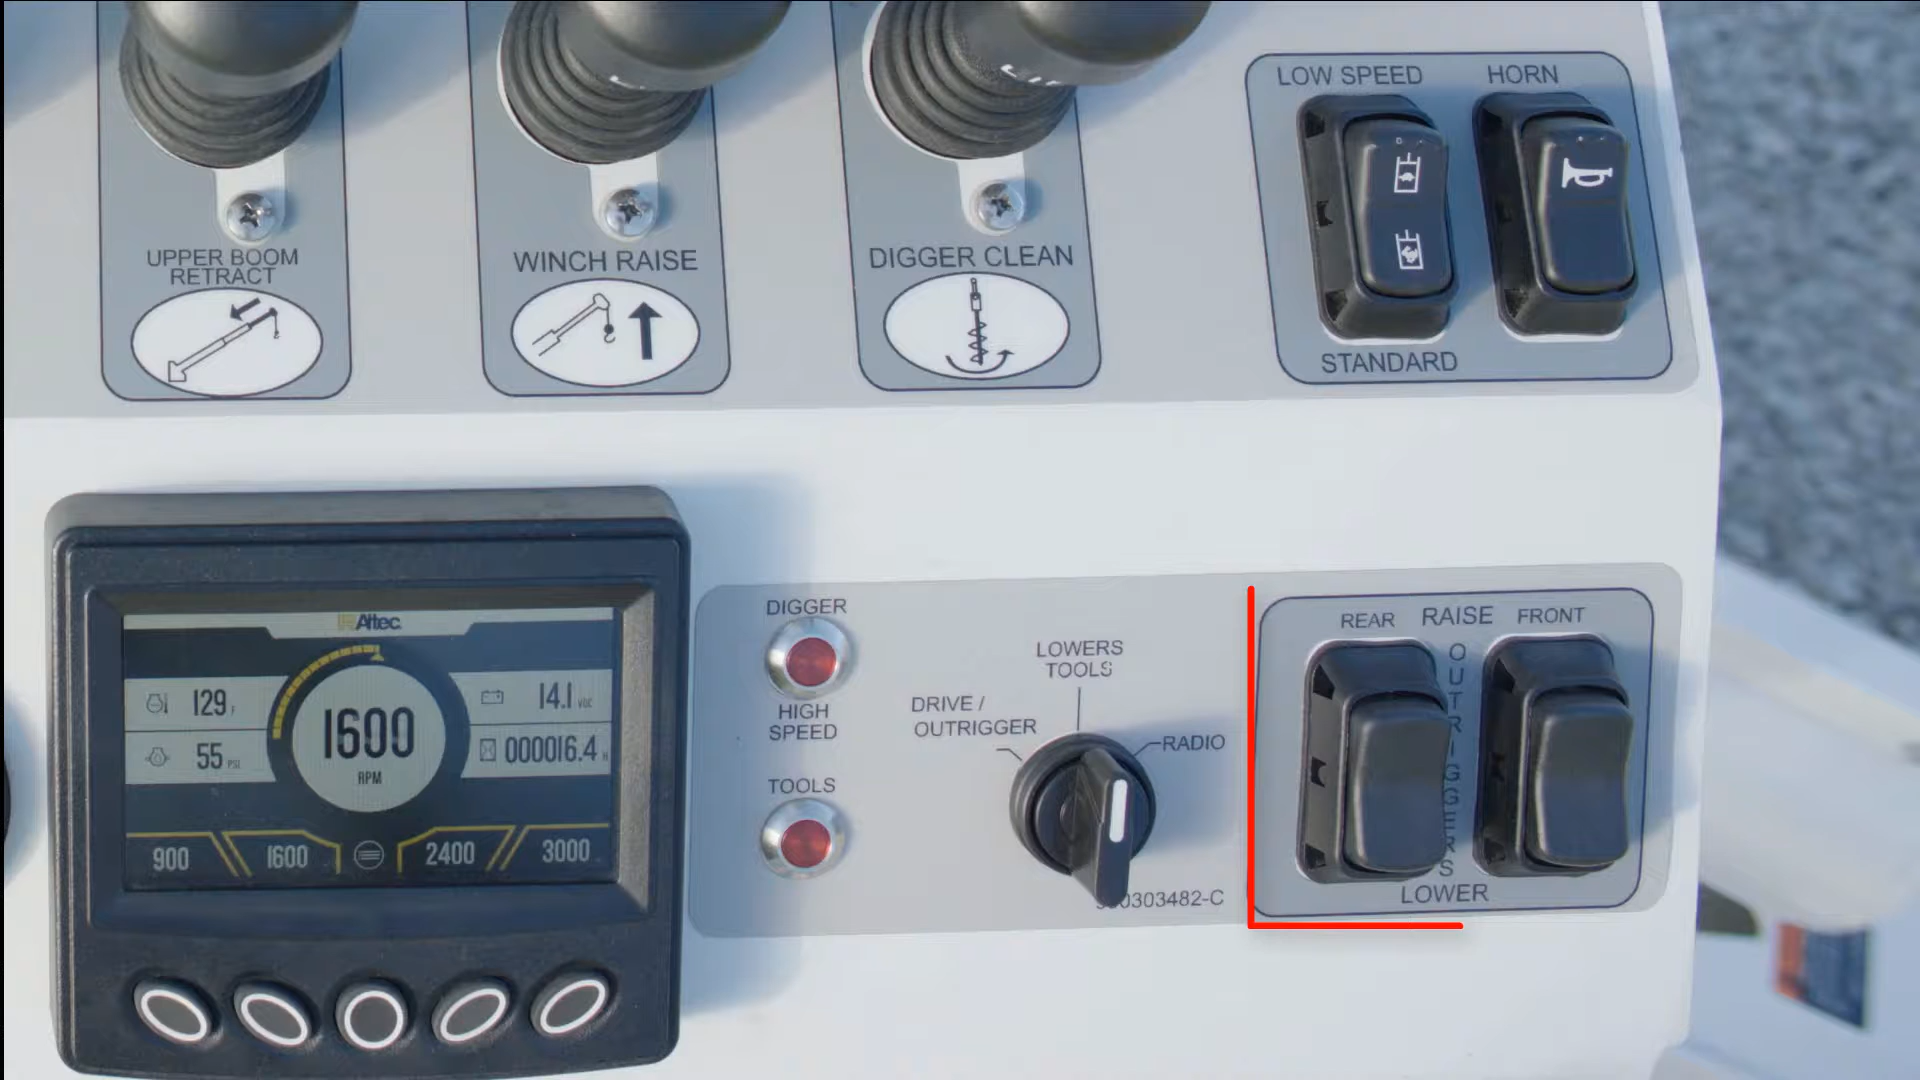 LOW SPEED
HORN
UPPER BOOM
RETRACT
WINCH RAISE
DIGGER CLEAN
STANDARD
Altec
129 F
14.1 VDC
1600
RPM
55 PSI
000016.4 H
900
1600
2400
3000
DIGGER
HIGH
SPEED
TOOLS
LOWERS
TOOLS
DRIVE /
OUTRIGGER
RADIO
REAR
RAISE
FRONT
OUTRIGGERS
LOWER